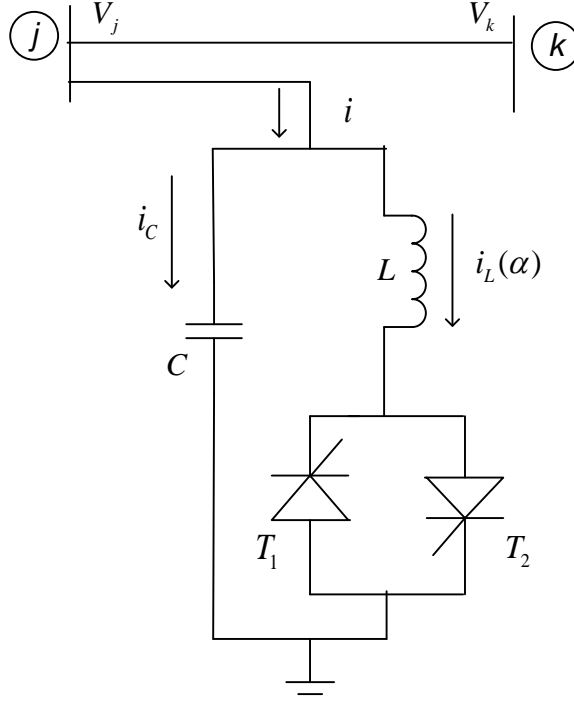 j V_j V_k k
i
i_C
L i_L(α)
C
T_1 T_2